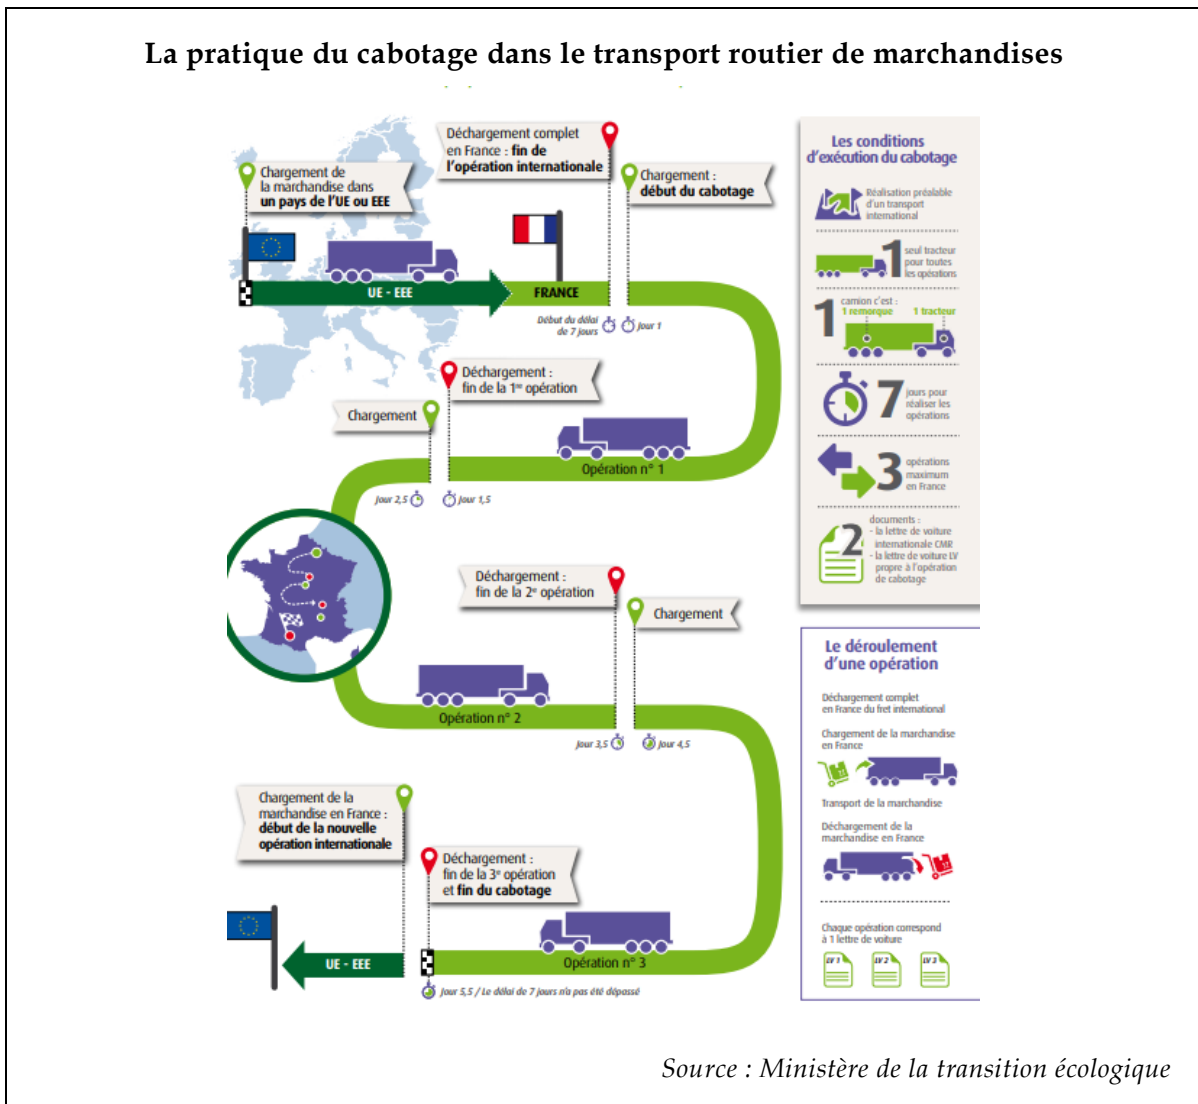 La pratique du cabotage dans le transport routier de marchandises
Chargement de
la marchandise dans
un pays de l'UE ou EEE
Déchargement complet
en France : fin de
l'opération internationale
Chargement :
début du cabotage
UE - EEE
FRANCE
Début du délai
de 7 jours
Jour 1
Déchargement :
fin de la 1re opération
Chargement
Opération n° 1
Jour 2,5
Jour 1,5
Déchargement :
fin de la 2e opération
Chargement
Opération n° 2
Jour 3,5
Jour 4,5
Chargement de la
marchandise en France :
début de la nouvelle
opération internationale
Déchargement :
fin de la 3e opération
et fin du cabotage
UE - EEE
Opération n° 3
Jour 5,5 / Le délai de 7 jours n'a pas été dépassé
Les conditions
d'exécution du cabotage
Réalisation préalable
d'un transport
international
1
seul tracteur
pour toutes
les opérations
1
camion c'est :
1 remorque
1 tracteur
7
jours pour
réaliser les
opérations
3
opérations
maximum
en France
2
documents :
- la lettre de voiture
internationale CMR
- la lettre de voiture LV
propre à l'opération
de cabotage
Le déroulement
d'une opération
Déchargement complet
en France du fret international
Chargement de la marchandise
en France
Transport de la marchandise
Déchargement de la
marchandise en France
Chaque opération correspond
à 1 lettre de voiture
LV 1
LV 2
LV 3
Source : Ministère de la transition écologique